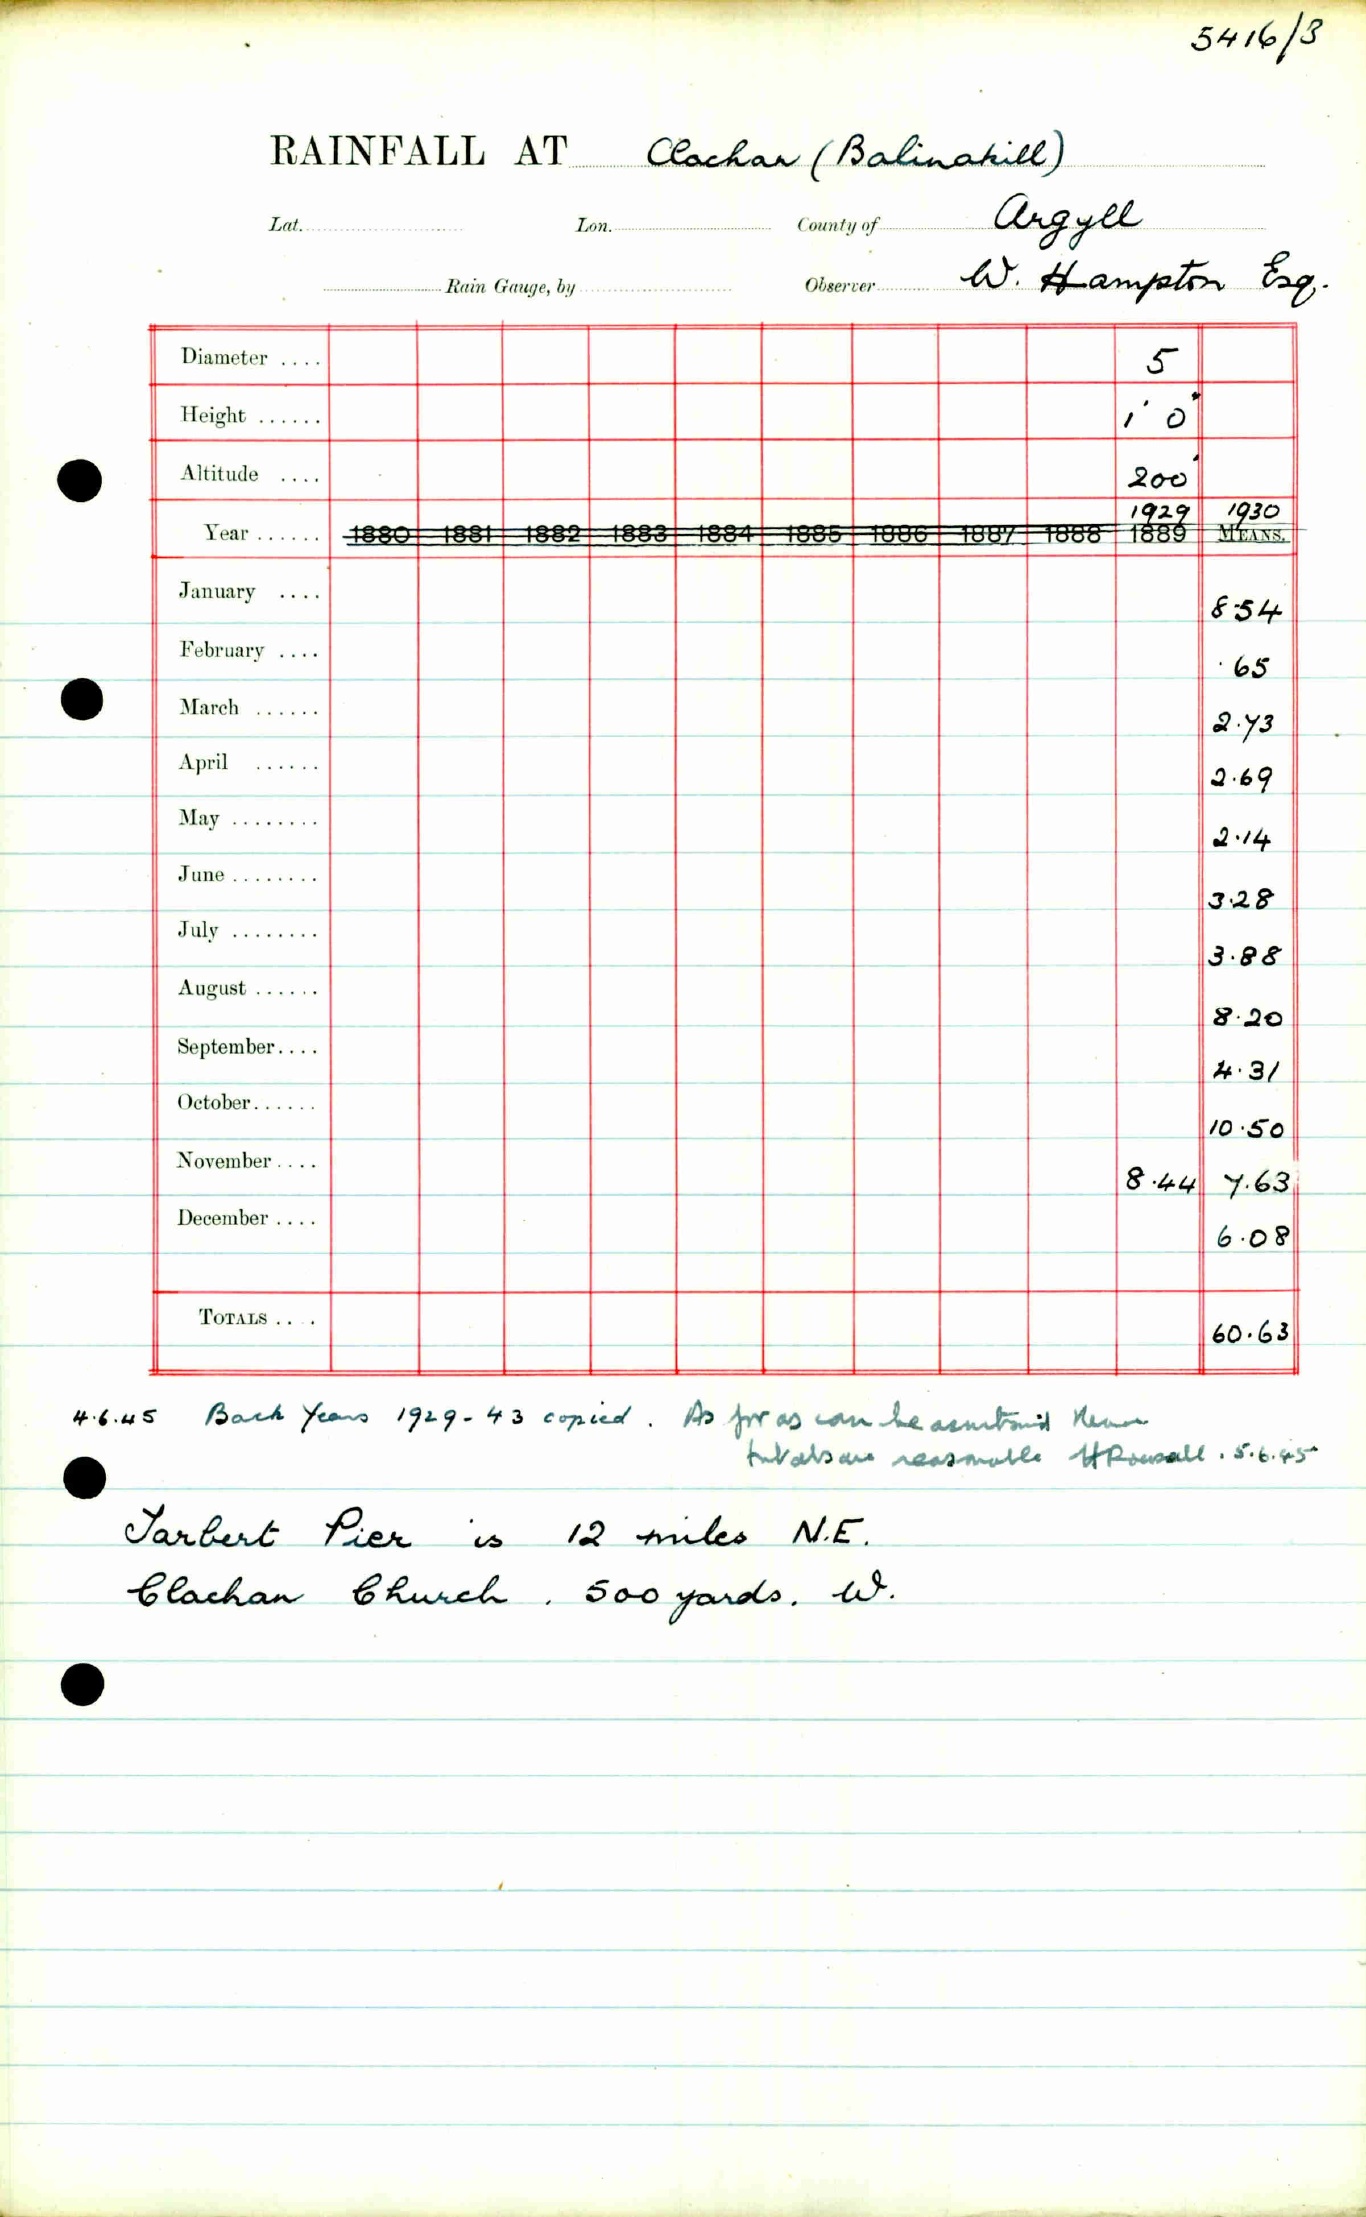 5416/3
RAINFALL AT Clachan (Balinakill)
Lat. Lon. County of Argyll
Rain Gauge, by Observer W. Hampton Esq.
Diameter .... 5
Height ...... 1' 0"
Altitude .... 200'
1929 1930
Year ...... 1880 1881 1882 1883 1884 1885 1886 1887 1888 1889 MEANS.
January .... 8.54
February .... .65
March ...... 2.73
April ...... 2.69
May ........ 2.14
June ........ 3.28
July ........ 3.88
August ...... 8.20
September.... 4.31
October...... 10.50
November .... 8.44 7.63
December .... 6.08
TOTALS .... 60.63
4.6.45 Back Years 1929-43 copied. As far as can be ascertained these
totals are reasonable . 5.6.45
Tarbert Pier is 12 miles N.E.
Clachan Church . 500 yards. W.